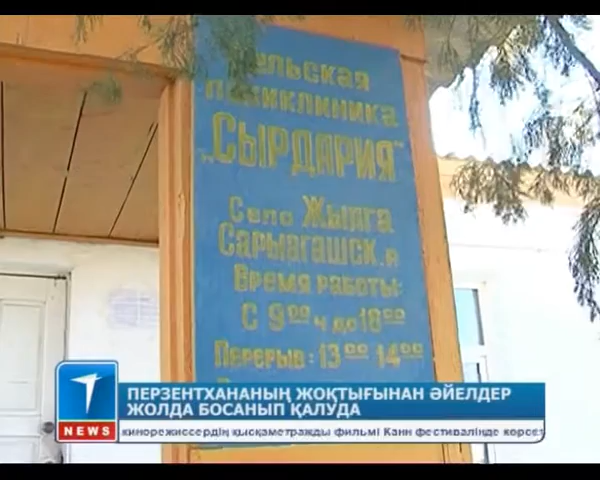 сельская
поликлиника
„СЫРДАРИЯ"
Село Жылга
Сарыагашск. р
Время работы:
С 9⁰⁰ ч до 18⁰⁰
Перерыв: 13⁰⁰ 14⁰⁰
ПЕРЗЕНТХАНАНЫҢ ЖОҚТЫҒЫНАН ӘЙЕЛДЕР
ЖОЛДА БОСАНЫП ҚАЛУДА
NEWS
кинорежиссердің қысқаметражды фильмі Канн фестивалінде көрсет